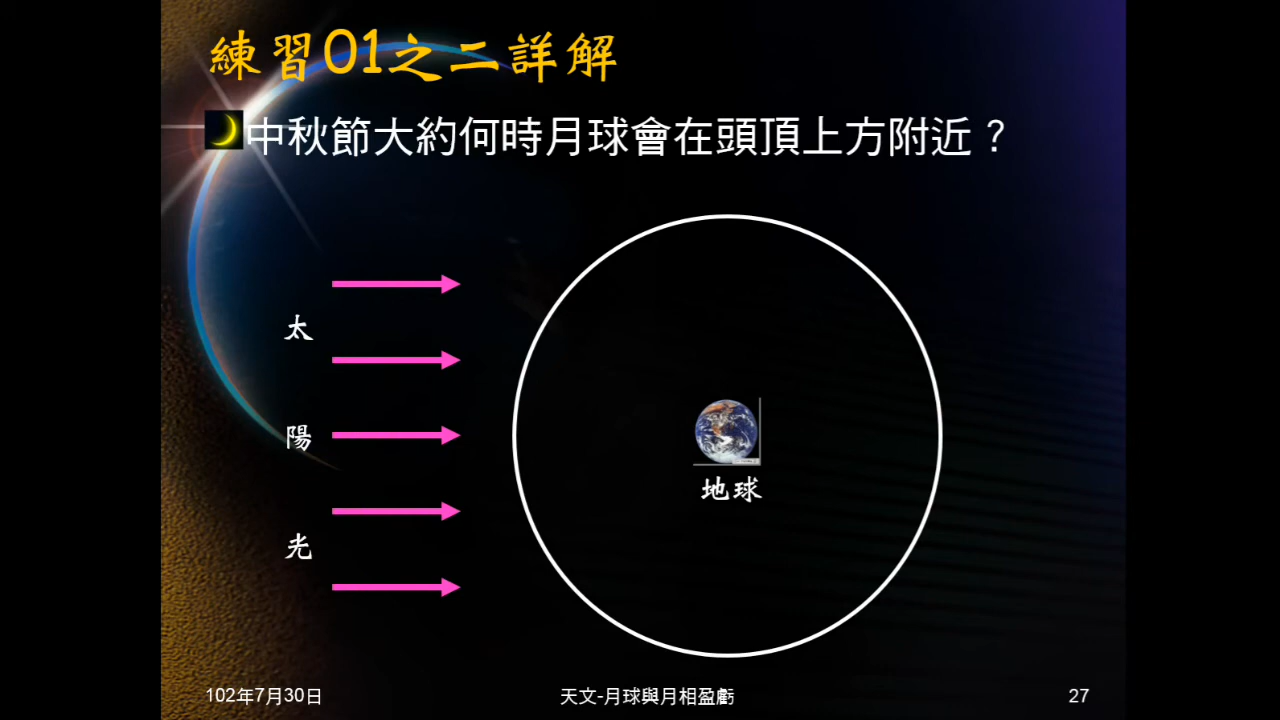 練習01之二詳解
中秋節大約何時月球會在頭頂上方附近？
太
陽
光
地球
102年7月30日
天文-月球與月相盈虧
27